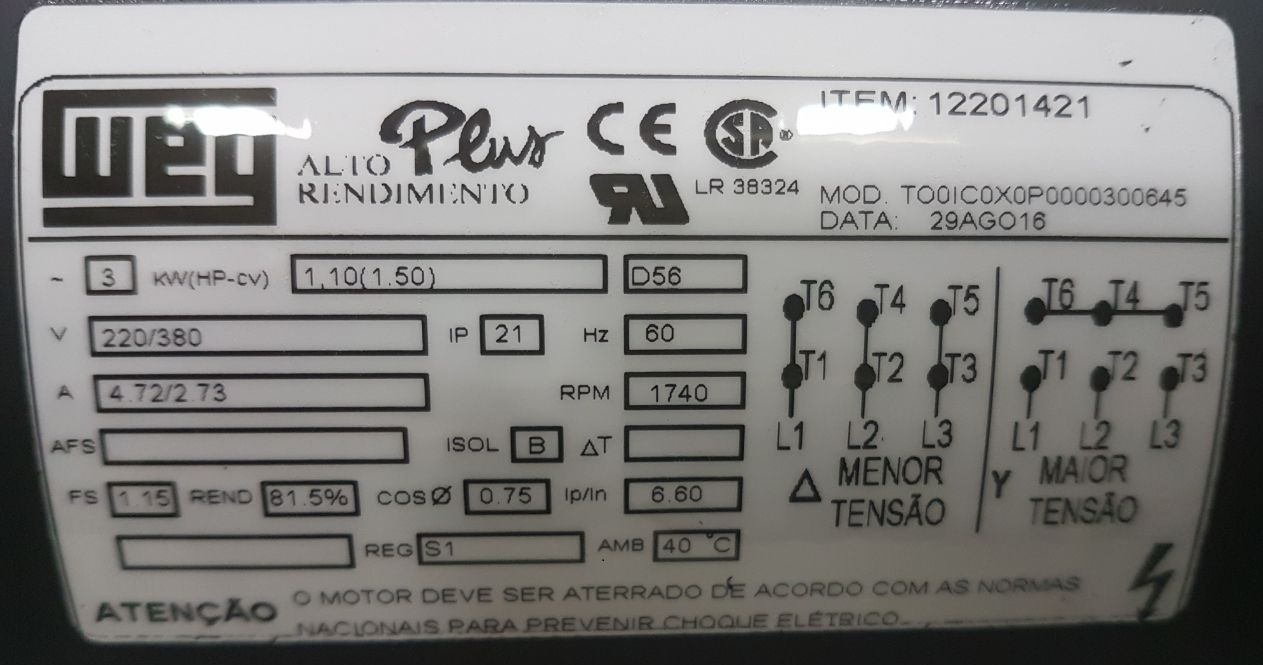 WEG
ALTO Plus
RENDIMENTO
CE
SA
LR 38324
ITEM: 12201421
MOD. TO0IC0X0P0000300645
DATA: 29AGO16
~ 3 KW(HP-cv) 1,10(1.50) D56
V 220/380 IP 21 Hz 60
A 4.72/2.73 RPM 1740
AFS ISOL B ΔT
FS 1.15 REND 81.5% COS Ø 0.75 Ip/In 6.60
REG S1 AMB 40 °C
T6 T4 T5
T1 T2 T3
L1 L2 L3
Δ MENOR
TENSÃO
T6 T4 T5
T1 T2 T3
L1 L2 L3
Y MAIOR
TENSÃO
ATENÇÃO O MOTOR DEVE SER ATERRADO DE ACORDO COM AS NORMAS
NACIONAIS PARA PREVENIR CHOQUE ELÉTRICO.